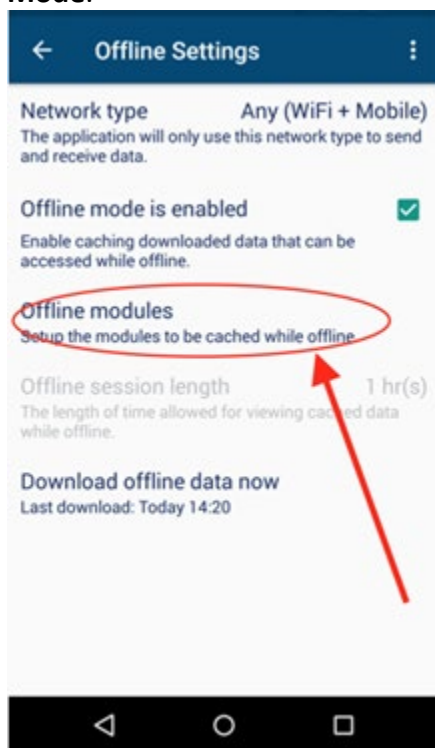 Mode.
Offline Settings
Network type Any (WiFi + Mobile)
The application will only use this network type to send
and receive data.
Offline mode is enabled
Enable caching downloaded data that can be
accessed while offline.
Offline modules
Setup the modules to be cached while offline
Offline session length 1 hr(s)
The length of time allowed for viewing cached data
while offline.
Download offline data now
Last download: Today 14:20